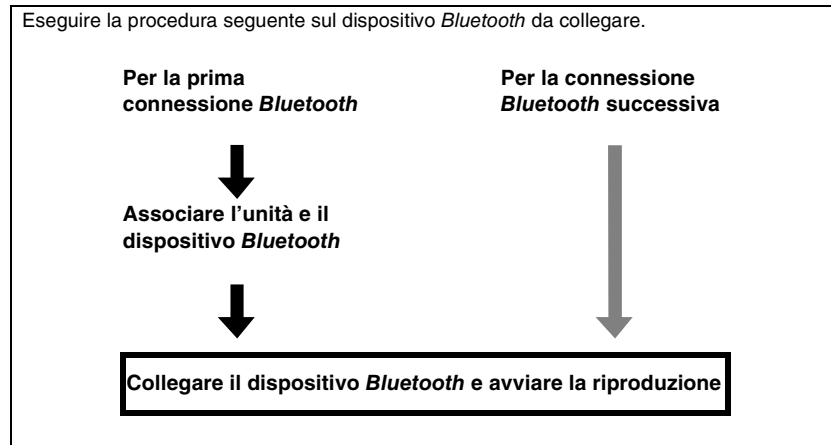 Eseguire la procedura seguente sul dispositivo Bluetooth da collegare.
Per la prima
connessione Bluetooth
Per la connessione
Bluetooth successiva
Associare l'unità e il
dispositivo Bluetooth
Collegare il dispositivo Bluetooth e avviare la riproduzione